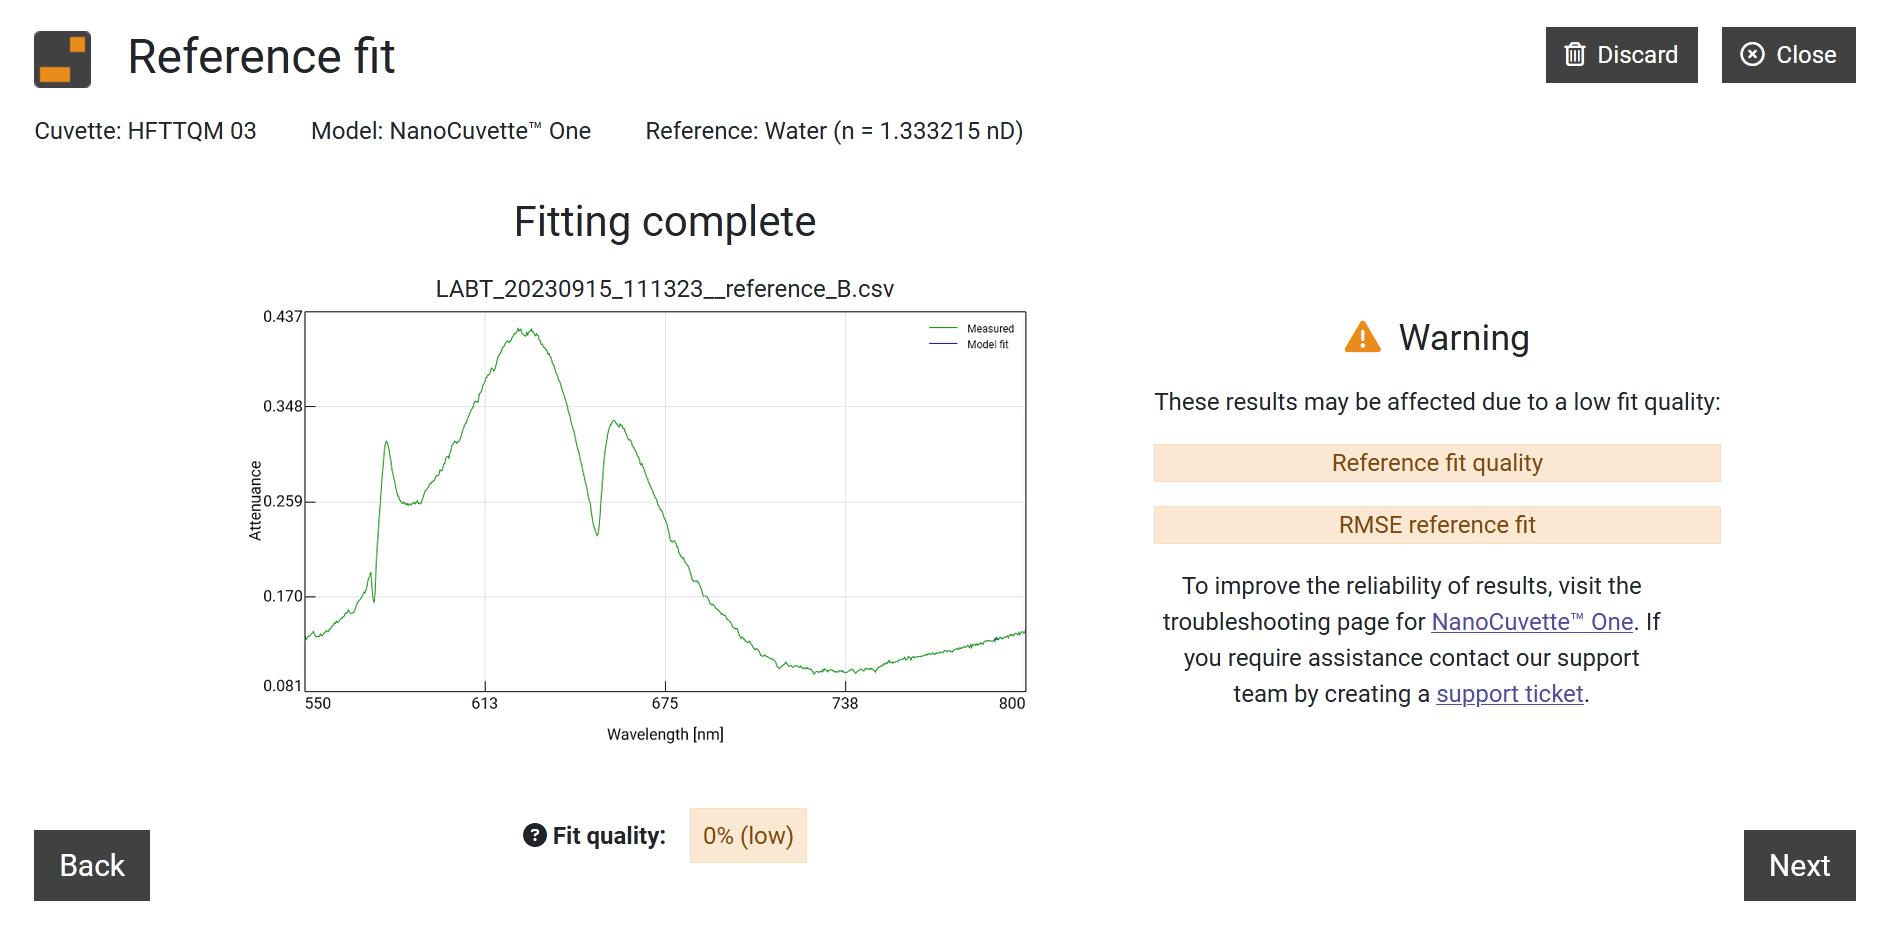 Reference fit
Discard
Close
Cuvette: HFTTQM 03
Model: NanoCuvette™ One
Reference: Water (n = 1.333215 nD)
Fitting complete
LABT_20230915_111323__reference_B.csv
0.437
0.348
0.259
0.170
0.081
Attenuance
Measured
Model fit
550
613
675
738
800
Wavelength [nm]
Fit quality:
0% (low)
Warning
These results may be affected due to a low fit quality:
Reference fit quality
RMSE reference fit
To improve the reliability of results, visit the
troubleshooting page for NanoCuvette™ One. If
you require assistance contact our support
team by creating a support ticket.
Back
Next